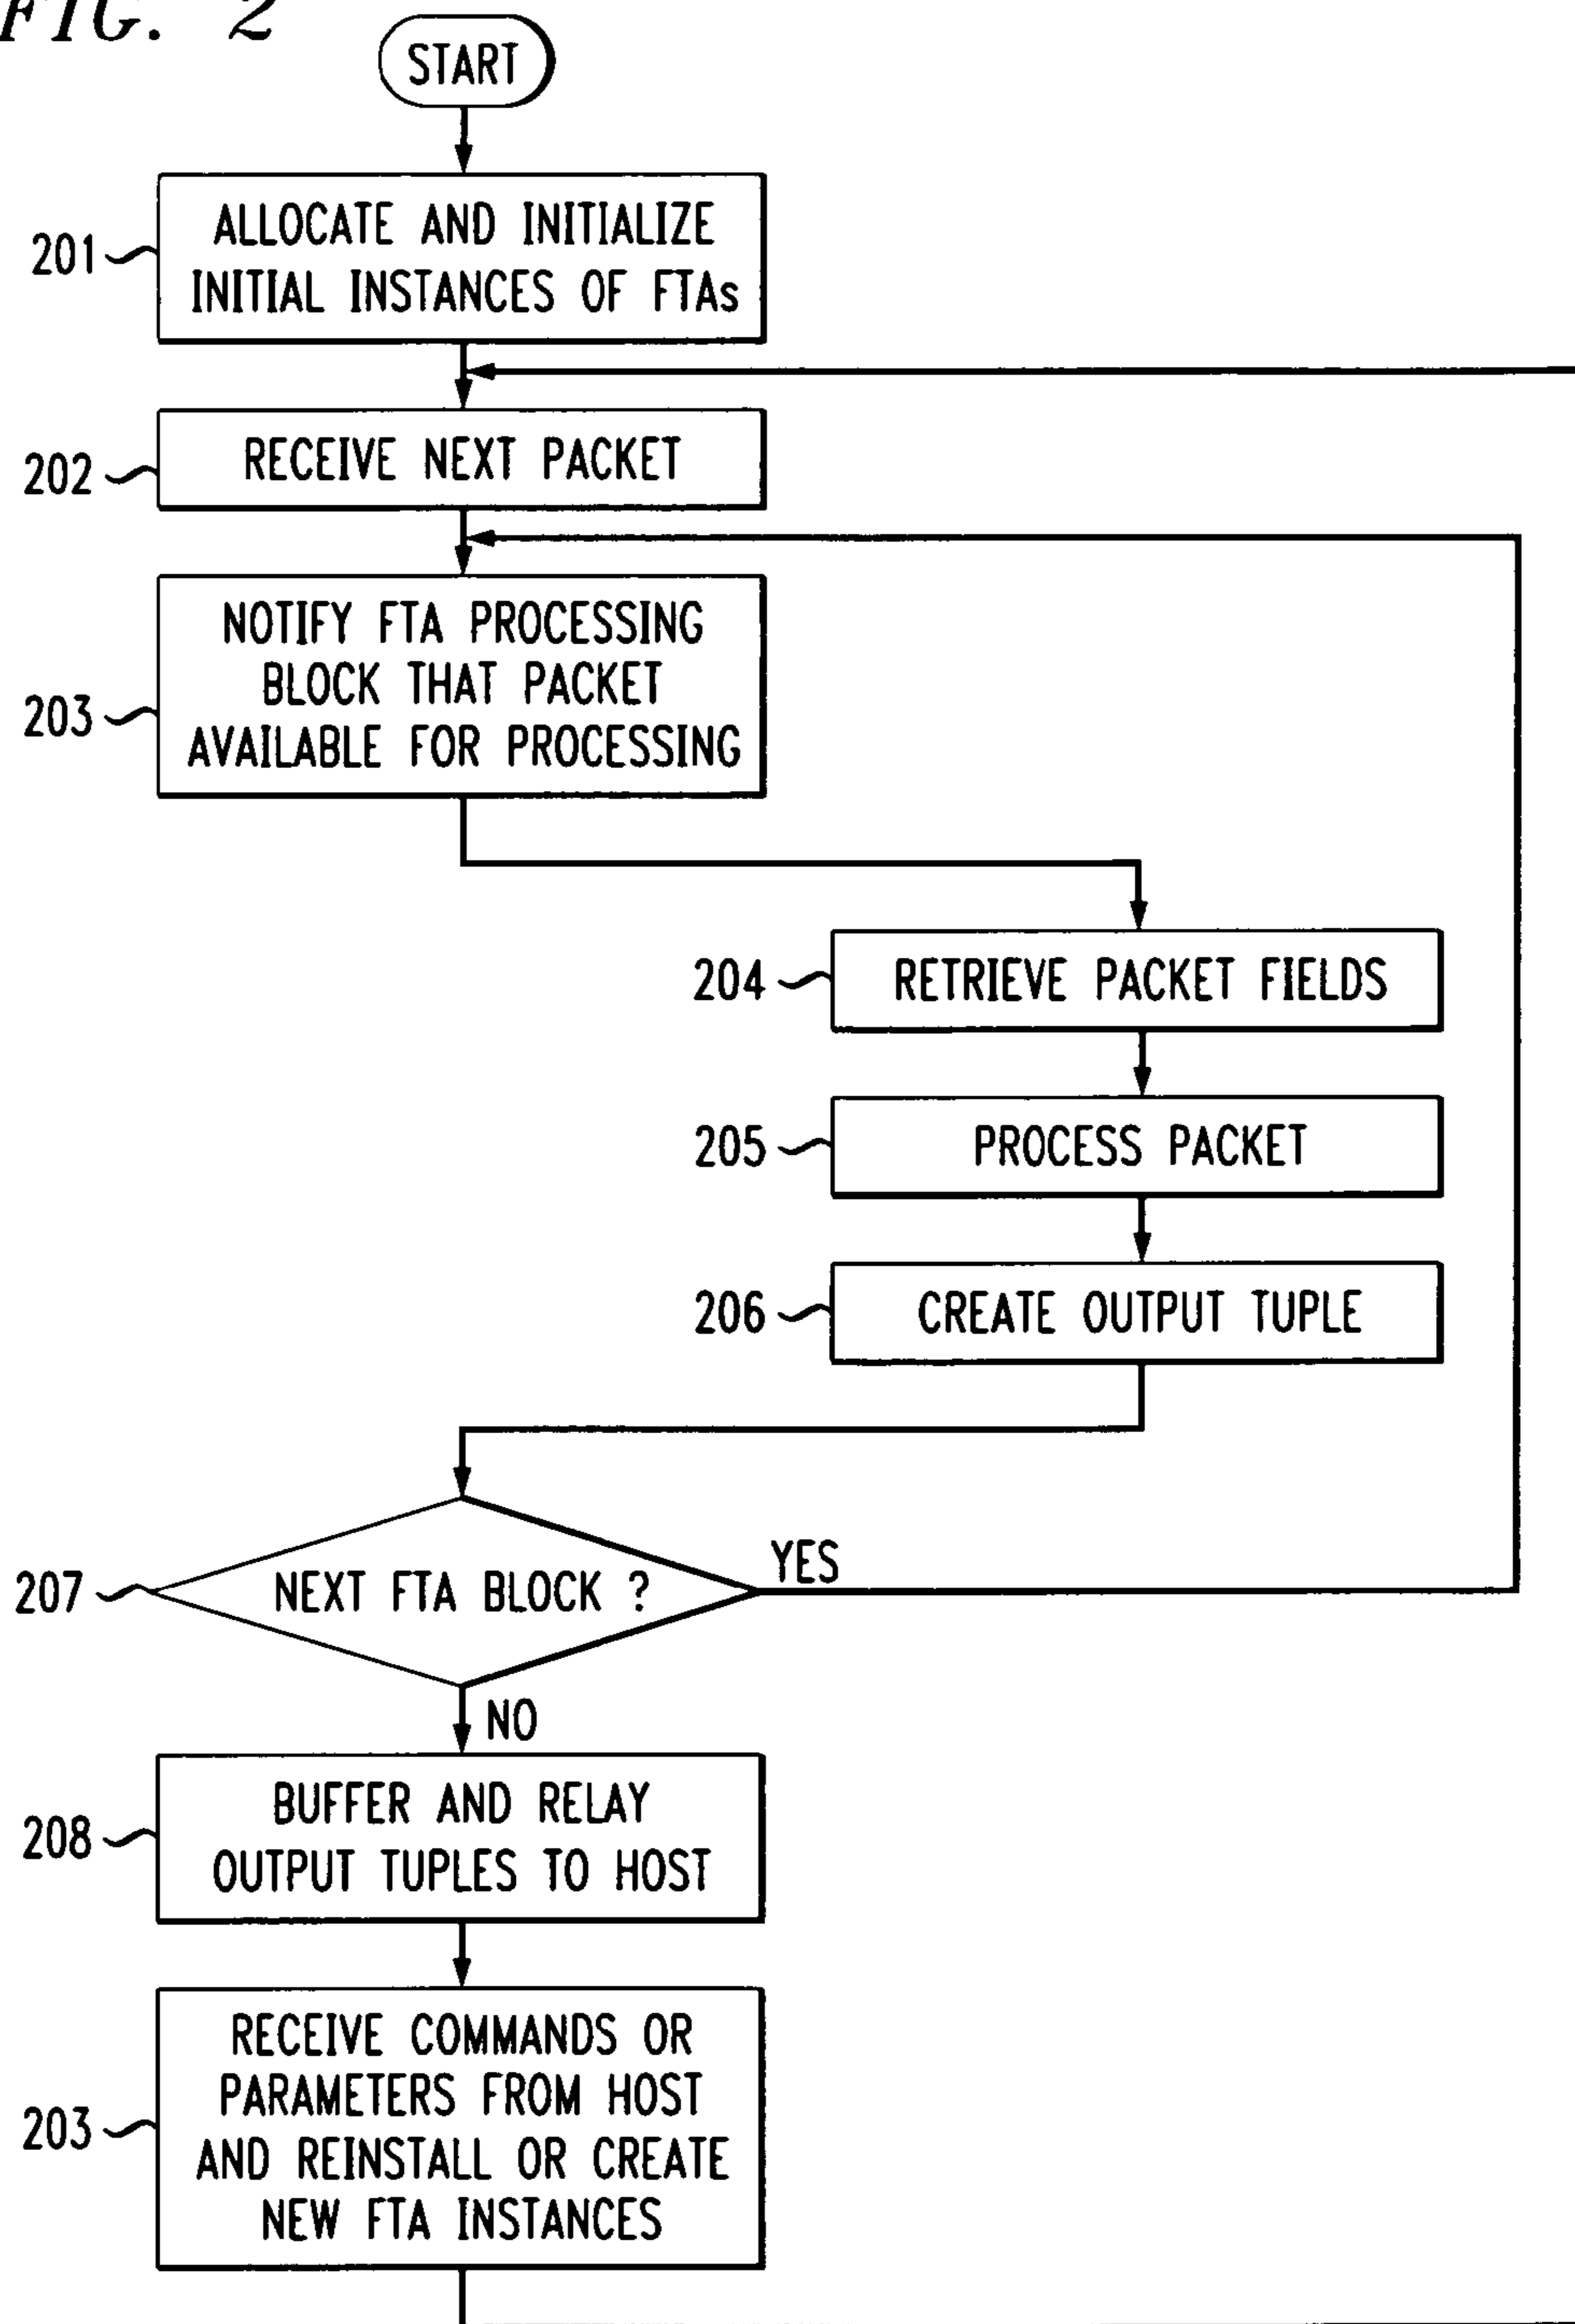 FIG. 2
START
201
ALLOCATE AND INITIALIZE
INITIAL INSTANCES OF FTAs
202
RECEIVE NEXT PACKET
203
NOTIFY FTA PROCESSING
BLOCK THAT PACKET
AVAILABLE FOR PROCESSING
204
RETRIEVE PACKET FIELDS
205
PROCESS PACKET
206
CREATE OUTPUT TUPLE
207
NEXT FTA BLOCK ?
YES
NO
208
BUFFER AND RELAY
OUTPUT TUPLES TO HOST
203
RECEIVE COMMANDS OR
PARAMETERS FROM HOST
AND REINSTALL OR CREATE
NEW FTA INSTANCES